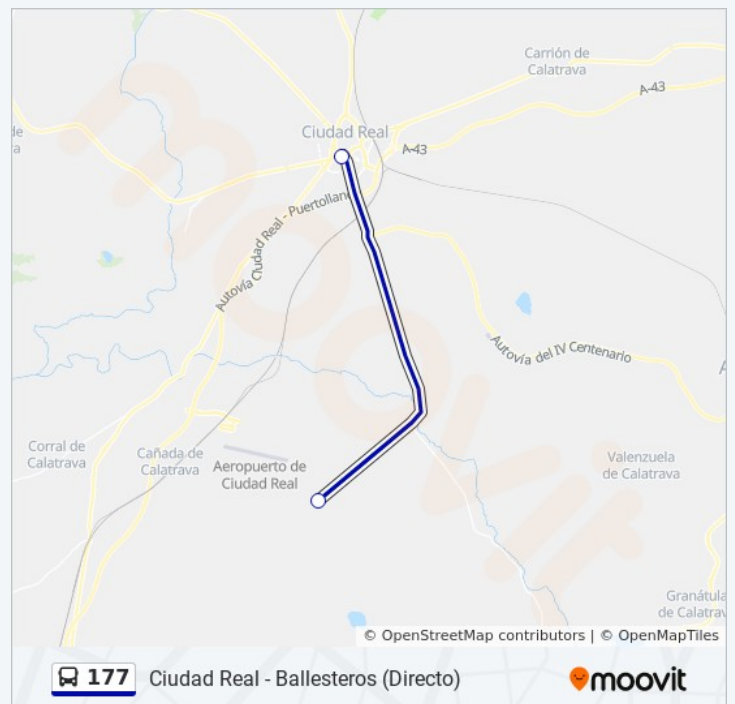 Carrión de
Calatrava
A-43
Ciudad Real
A-43
Autovía Ciudad Real - Puertollano
Autovía del IV Centenario
Corral de
Calatrava
Cañada de
Calatrava
Aeropuerto de
Ciudad Real
Valenzuela
de Calatrava
Granátula
de Calatrav
© OpenStreetMap contributors | © OpenMapTiles
177 Ciudad Real - Ballesteros (Directo)
moovit
moovit